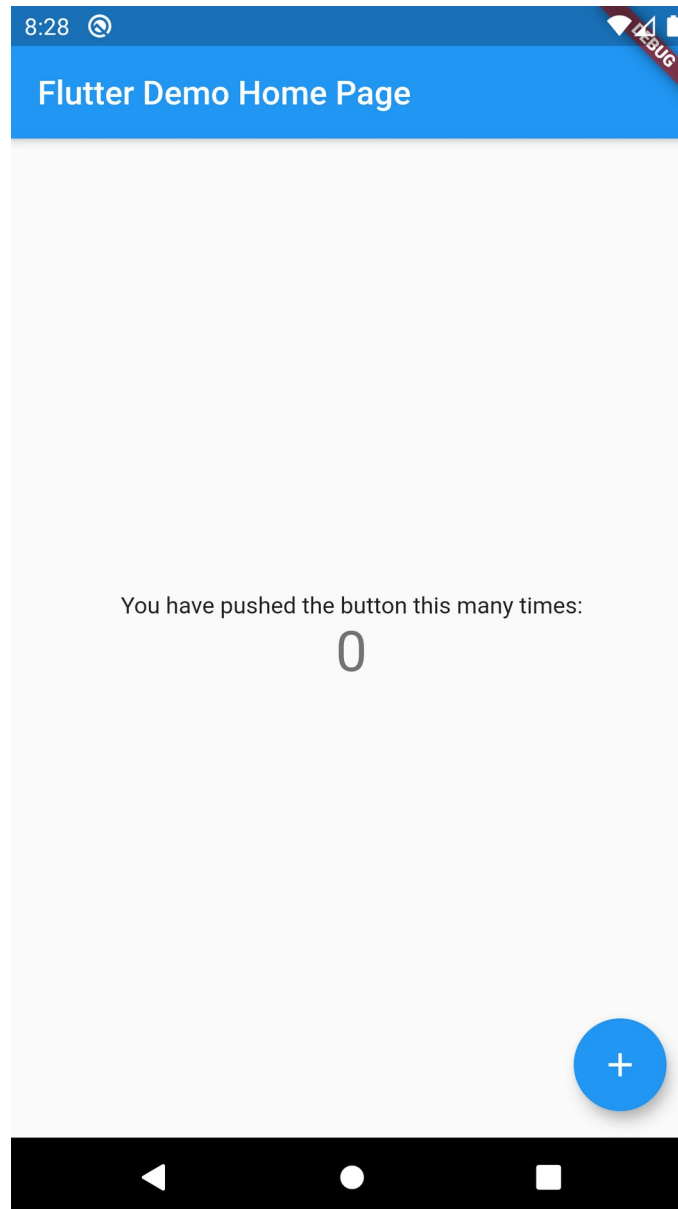 8:28
DEBUG
Flutter Demo Home Page
You have pushed the button this many times:
0
+